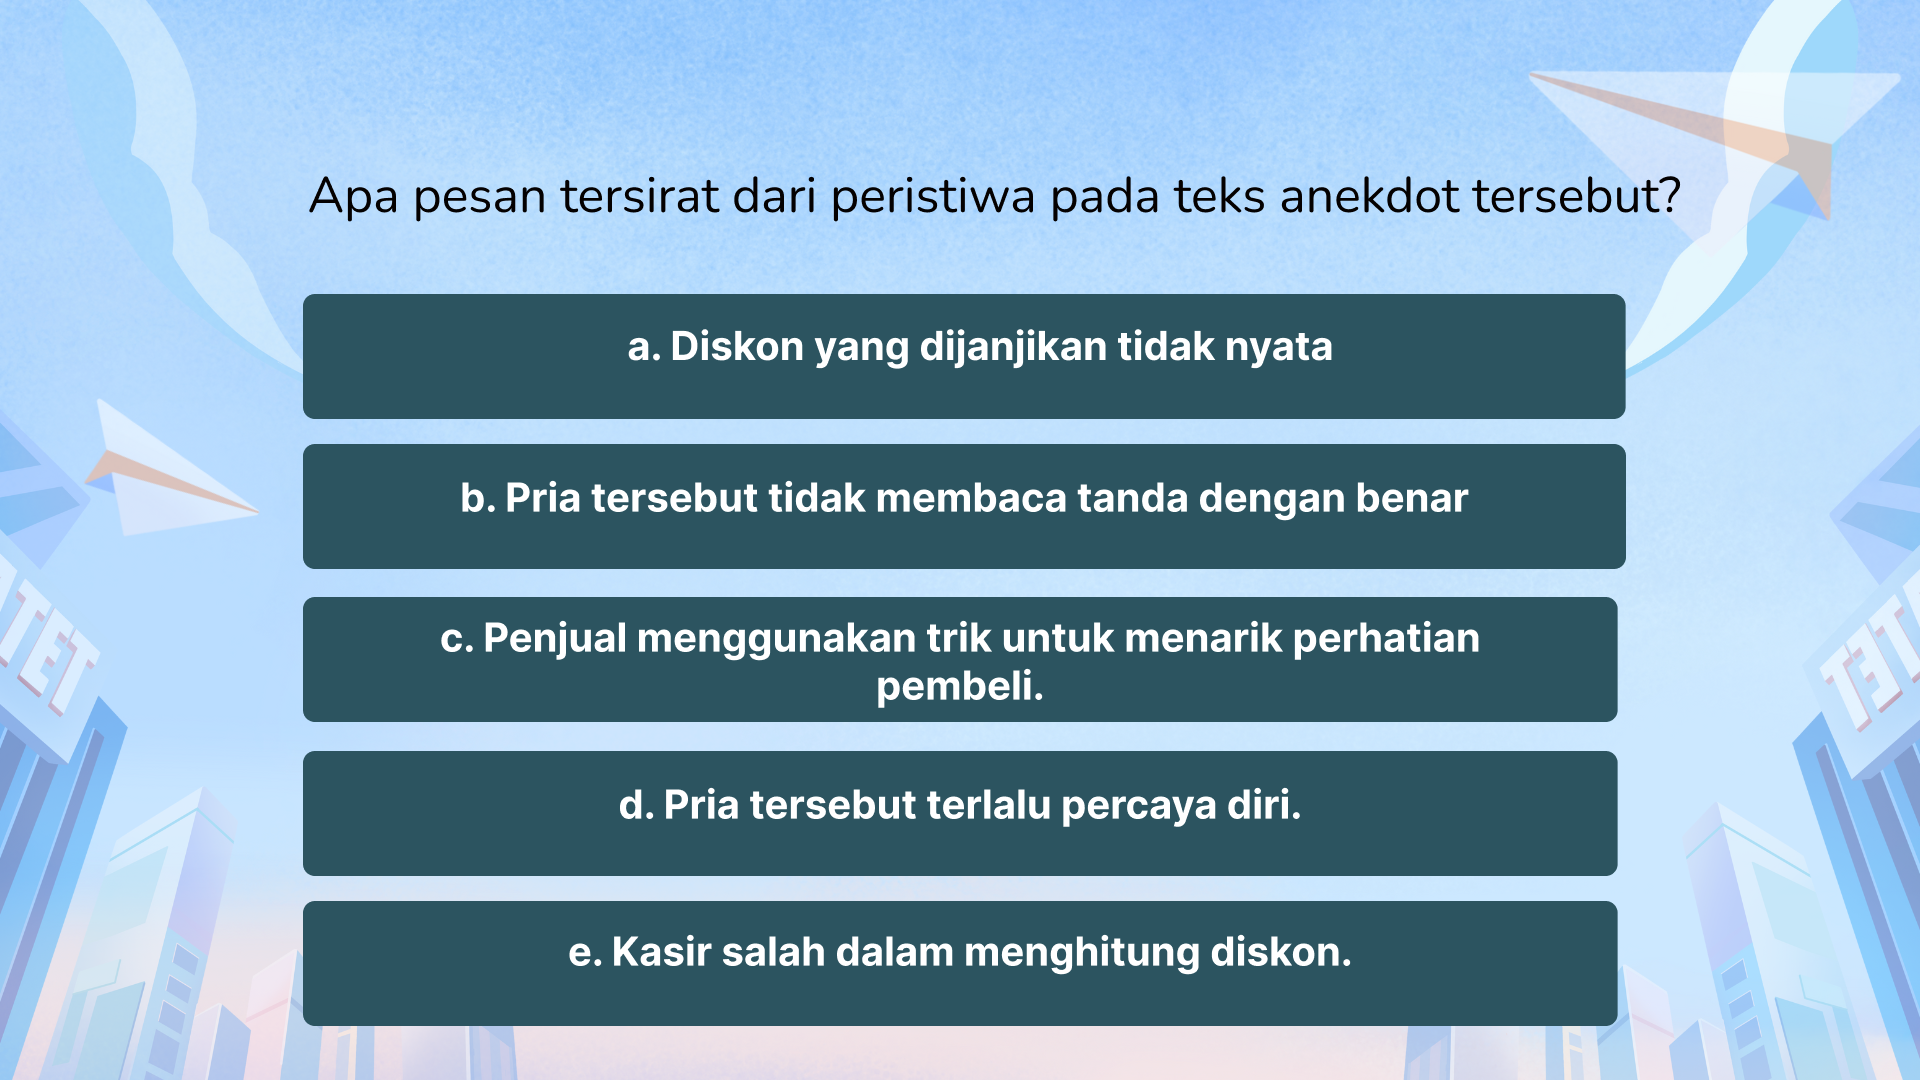 Apa pesan tersirat dari peristiwa pada teks anekdot tersebut?
a. Diskon yang dijanjikan tidak nyata
b. Pria tersebut tidak membaca tanda dengan benar
c. Penjual menggunakan trik untuk menarik perhatian
pembeli.
d. Pria tersebut terlalu percaya diri.
e. Kasir salah dalam menghitung diskon.